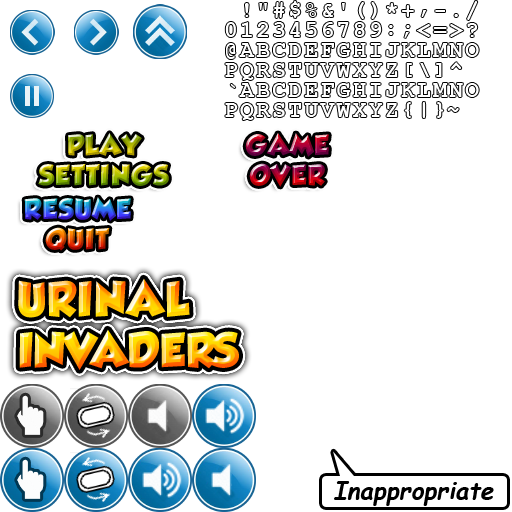 !"#$%&'()*+,-./
0123456789:;<=>?
@ABCDEFGHIJKLMNO
PQRSTUVWXYZ[\]^
`ABCDEFGHIJKLMNO
PQRSTUVWXYZ{|}~
PLAY
SETTINGS
GAME
OVER
RESUME
QUIT
URINAL
INVADERS
Inappropriate